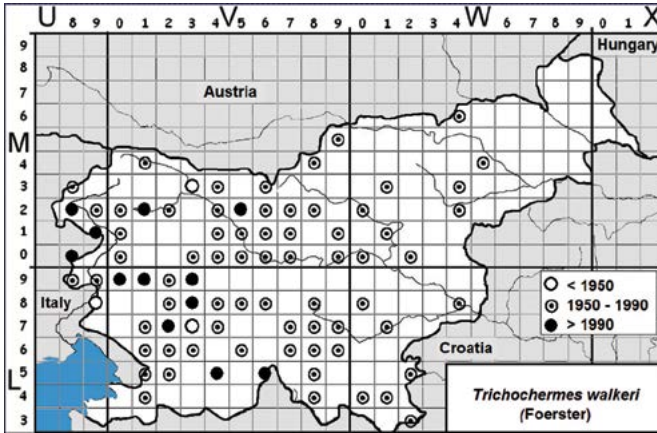 U 8 9 0 1 2 3 4 V 5 6 7 8 9 0 1 2 3 4 W 6 7 8 9 0 1 X
9
Hungary
8
7
Austria
6
M
4
3
2
1
0
9
Italy
< 1950
8
1950 - 1990
> 1990
7
6
Croatia
L 5
4
Trichochermes walkeri
(Foerster)
3